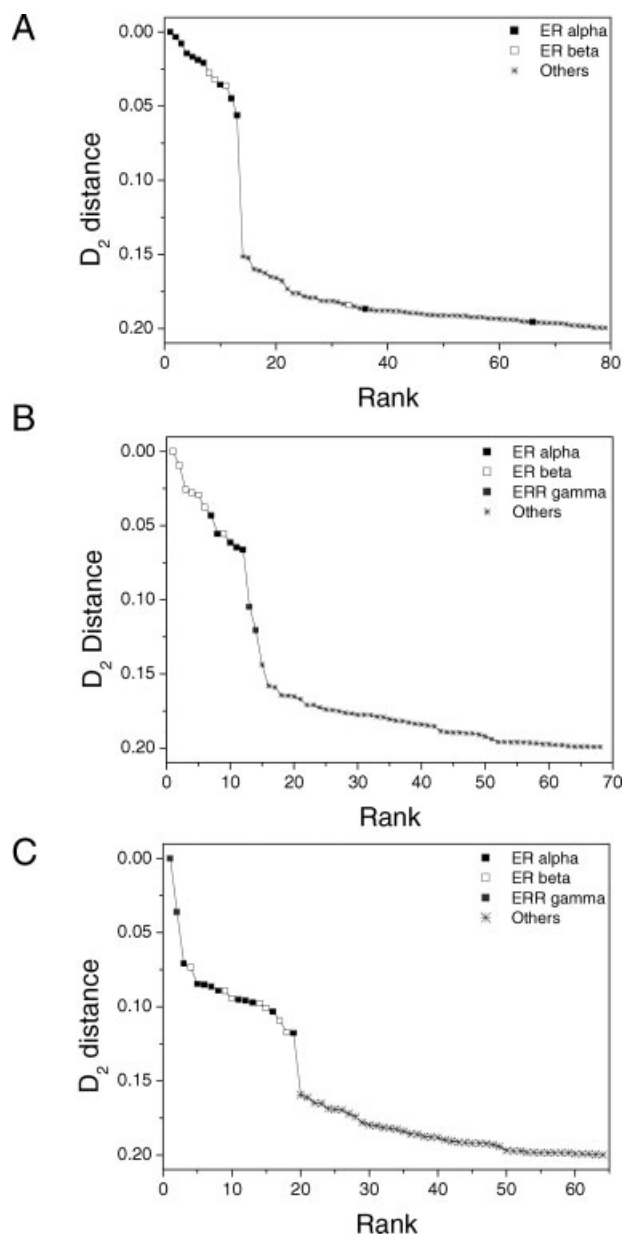 A
0.00
0.05
0.10
0.15
0.20
D2 distance
ER alpha
ER beta
Others
0 20 40 60 80
Rank
B
0.00
0.05
0.10
0.15
0.20
D2 Distance
ER alpha
ER beta
ERR gamma
Others
0 10 20 30 40 50 60 70
Rank
C
0.00
0.05
0.10
0.15
0.20
D2 distance
ER alpha
ER beta
ERR gamma
Others
0 10 20 30 40 50 60
Rank